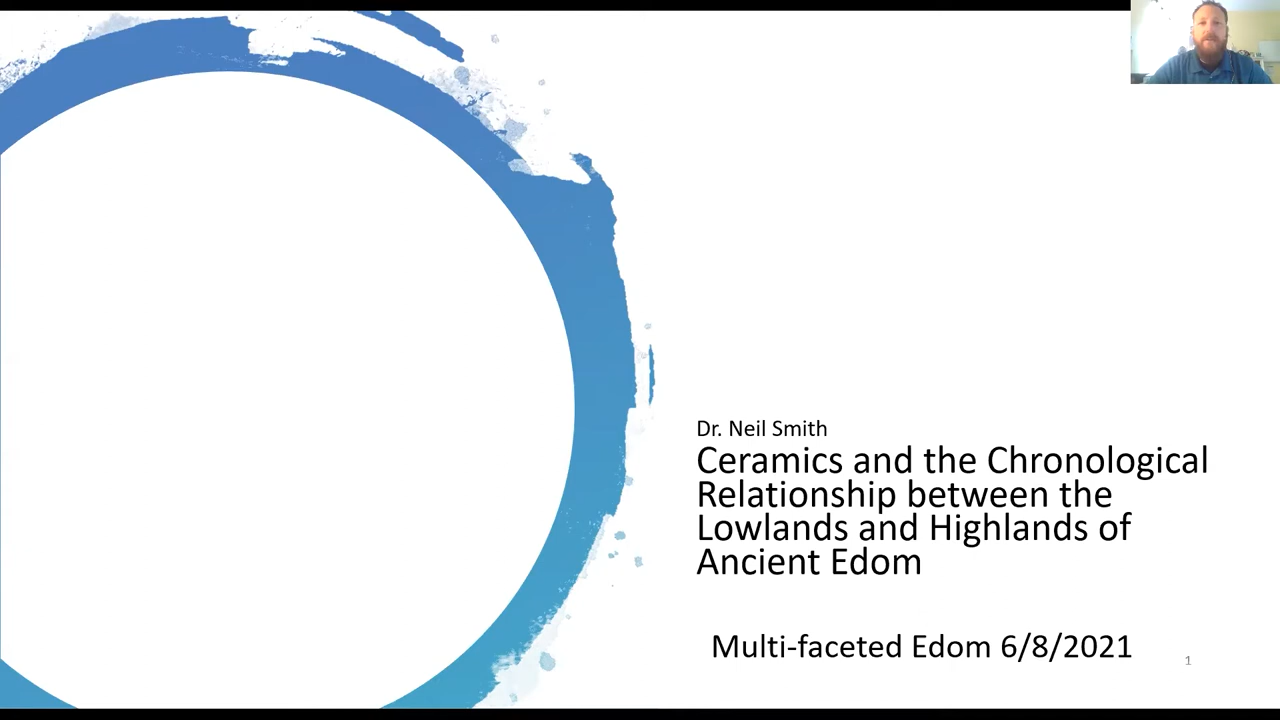 Dr. Neil Smith
Ceramics and the Chronological
Relationship between the
Lowlands and Highlands of
Ancient Edom
Multi-faceted Edom 6/8/2021
1